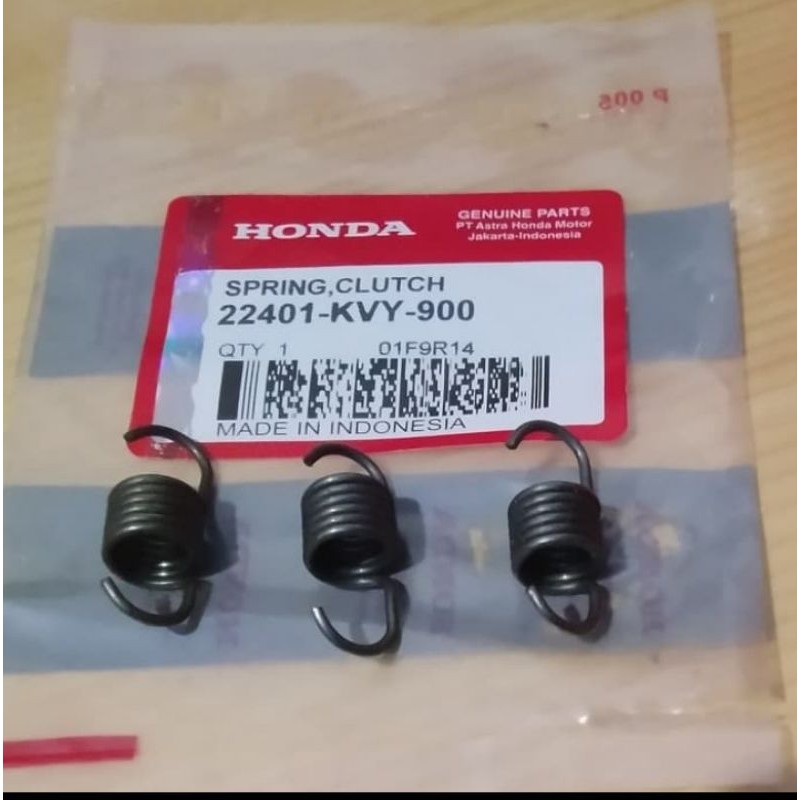 P 005
HONDA
GENUINE PARTS
PT Astra Honda Motor
Jakarta-Indonesia
SPRING,CLUTCH
22401-KVY-900
QTY 1 01F9R14
MADE IN INDONESIA